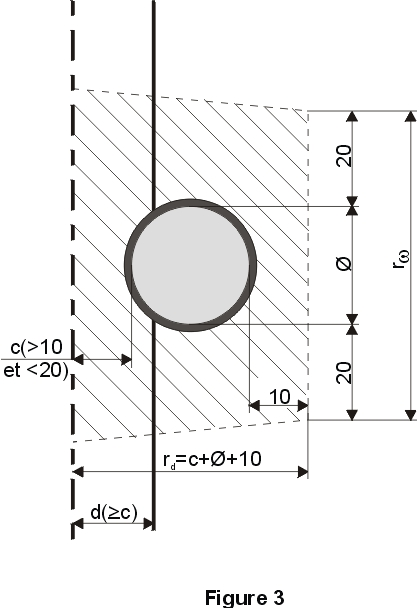 20
rω
Ø
c(>10
et <20)
20
10
rd=c+Ø+10
d(≥c)
Figure 3